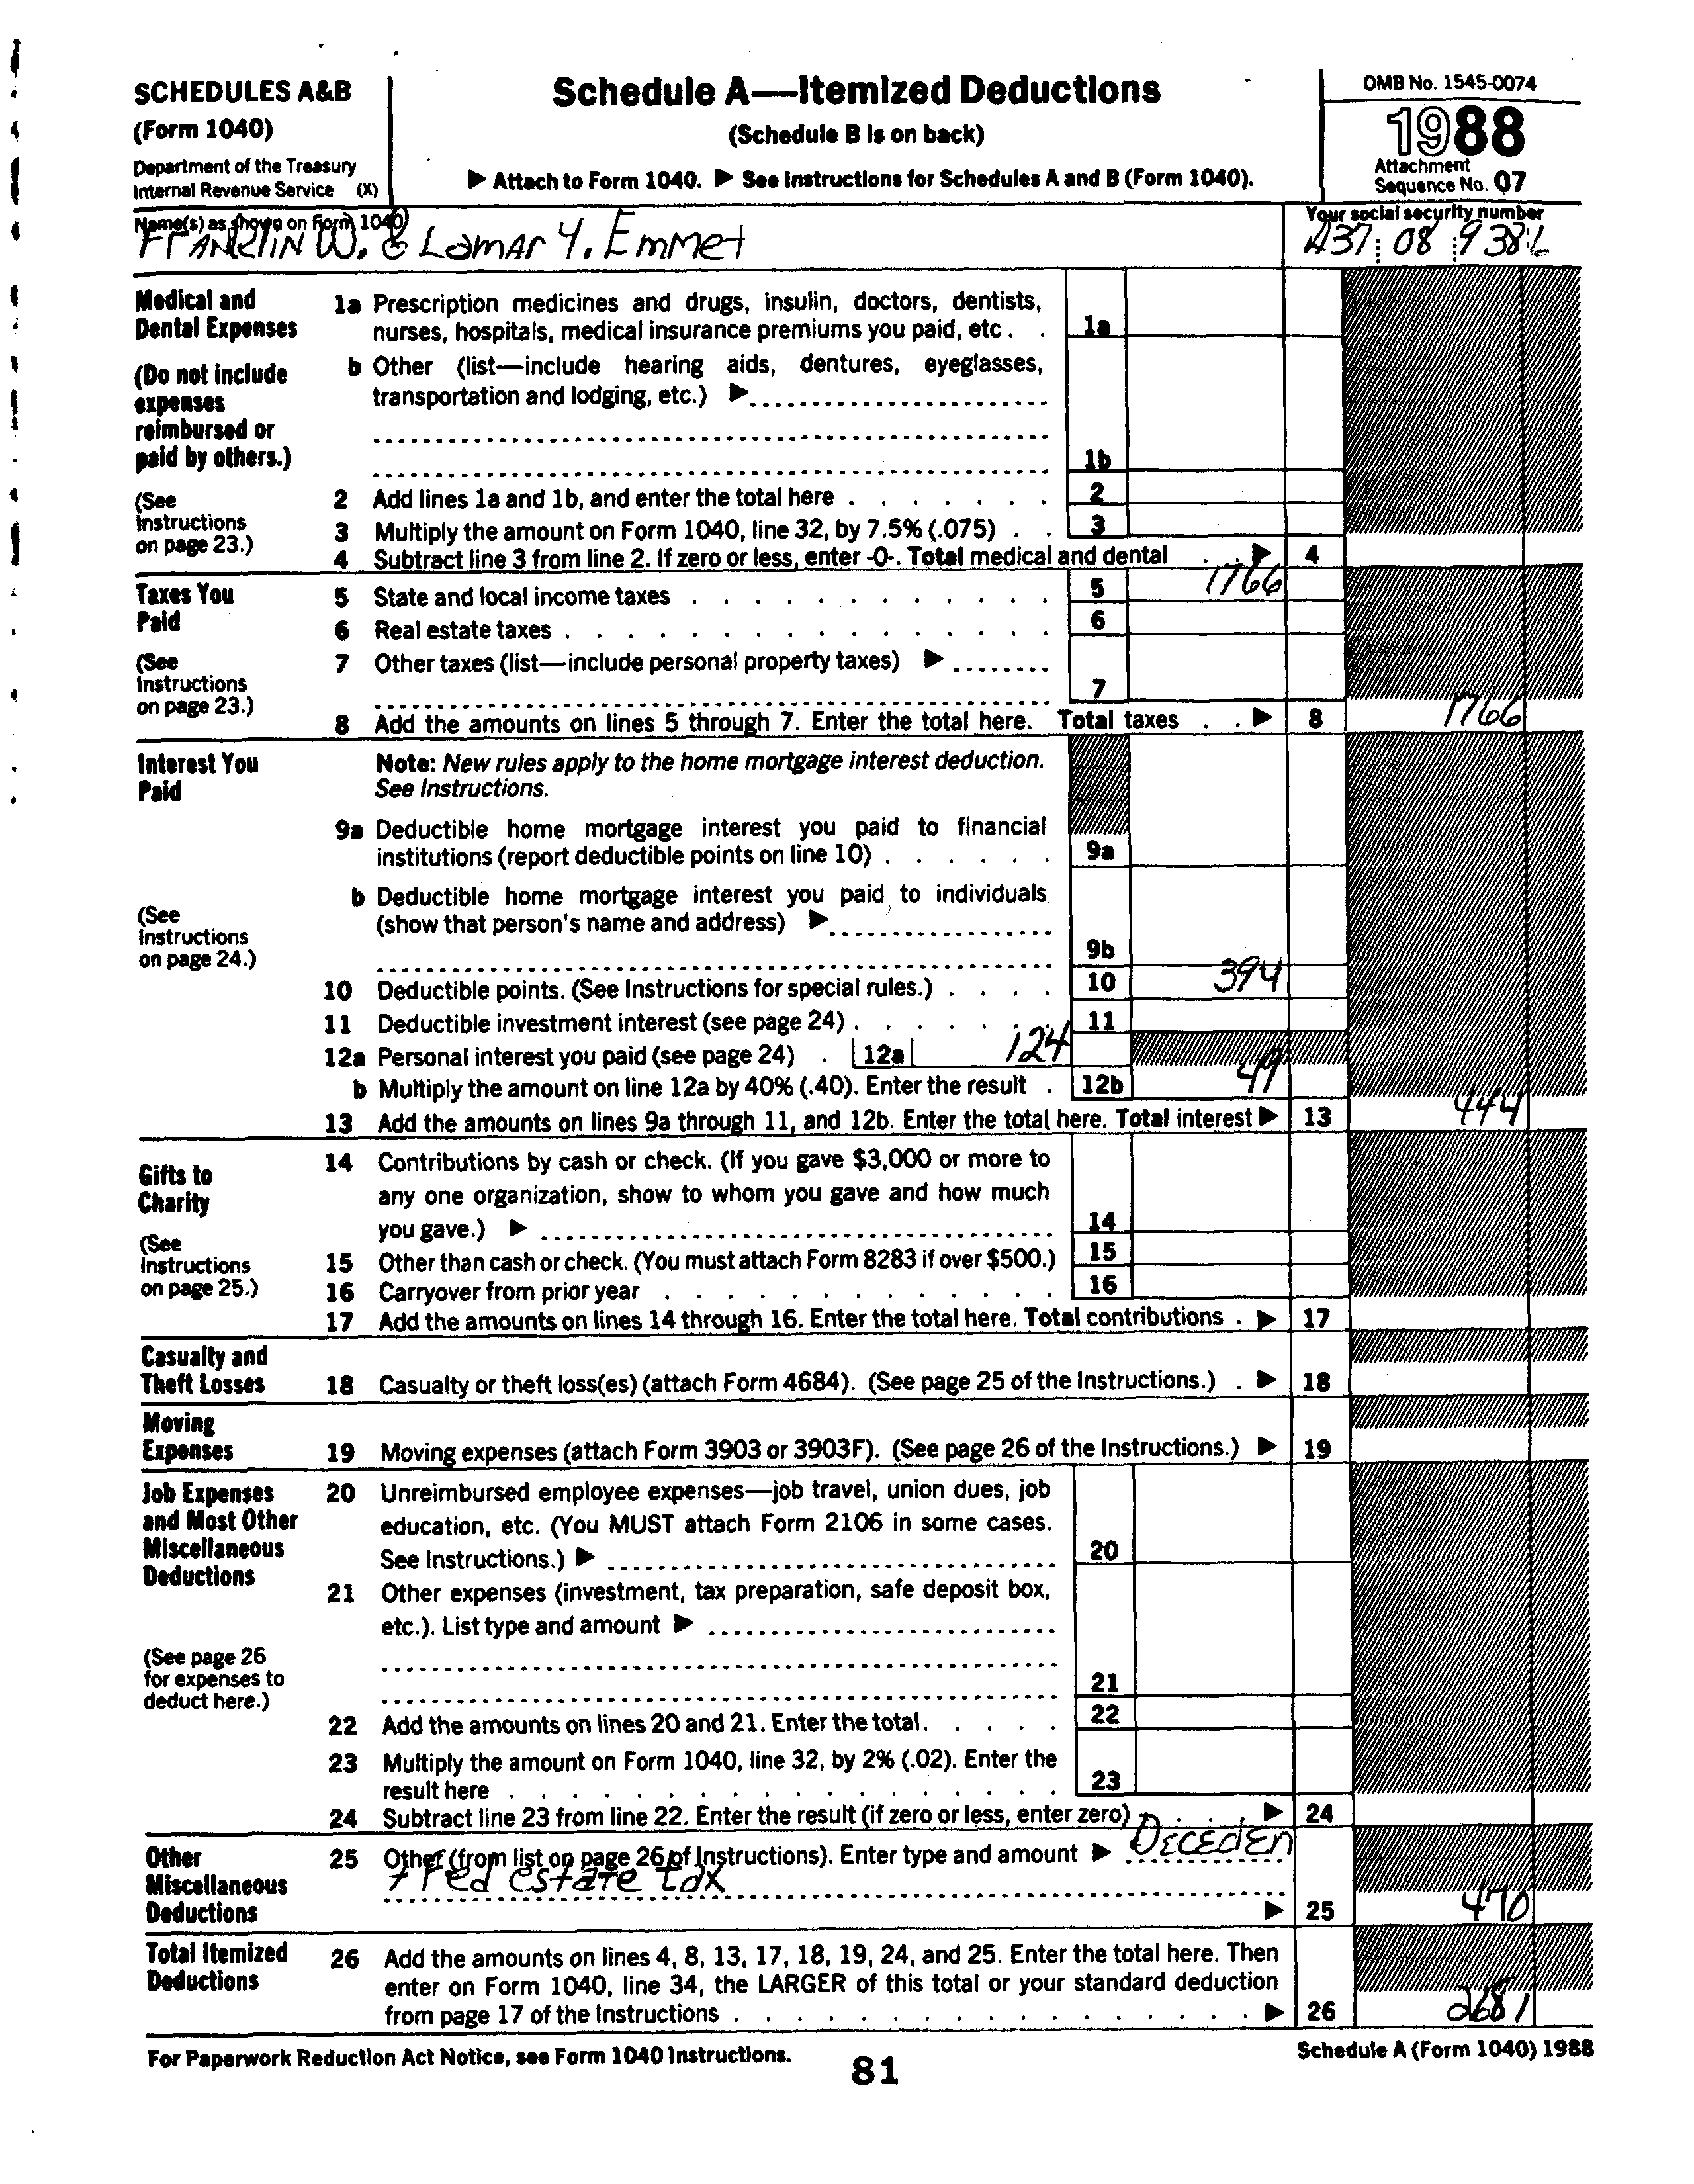 SCHEDULES A&B
(Form 1040)
Department of the Treasury
Internal Revenue Service (X)
Schedule A—Itemized Deductions
(Schedule B is on back)
▶ Attach to Form 1040. ▶ See Instructions for Schedules A and B (Form 1040).
OMB No. 1545-0074
1988
Attachment
Sequence No. 07
Name(s) as shown on Form 1040
FrANKlIN W. & LamAr Y. EmmeT
Your social security number
08
Medical and
Dental Expenses
(Do not include
expenses
reimbursed or
paid by others.)
(See
Instructions
on page 23.)
1a Prescription medicines and drugs, insulin, doctors, dentists,
nurses, hospitals, medical insurance premiums you paid, etc . . 1a
b Other (list—include hearing aids, dentures, eyeglasses,
transportation and lodging, etc.) ▶
1b
2 Add lines 1a and 1b, and enter the total here . . . . . . . 2
3 Multiply the amount on Form 1040, line 32, by 7.5% (.075) . . 3
4 Subtract line 3 from line 2. If zero or less, enter -0-. Total medical and dental . . ▶ 4
Taxes You
Paid
(See
Instructions
on page 23.)
5 State and local income taxes . . . . . . . . . . . . 5 1766
6 Real estate taxes . . . . . . . . . . . . . . . . 6
7 Other taxes (list—include personal property taxes) ▶
7
8 Add the amounts on lines 5 through 7. Enter the total here. Total taxes . . ▶ 8 1766
Interest You
Paid
(See
Instructions
on page 24.)
Note: New rules apply to the home mortgage interest deduction.
See Instructions.
9a Deductible home mortgage interest you paid to financial
institutions (report deductible points on line 10) . . . . . . 9a
b Deductible home mortgage interest you paid to individuals
(show that person's name and address) ▶
9b
10 Deductible points. (See Instructions for special rules.) . . . . 10 394
11 Deductible investment interest (see page 24) . . . . . . . 11
12a Personal interest you paid (see page 24) . 12a 124
b Multiply the amount on line 12a by 40% (.40). Enter the result . 12b 49
13 Add the amounts on lines 9a through 11, and 12b. Enter the total here. Total interest ▶ 13 444
Gifts to
Charity
(See
Instructions
on page 25.)
14 Contributions by cash or check. (If you gave $3,000 or more to
any one organization, show to whom you gave and how much
you gave.) ▶ 14
15 Other than cash or check. (You must attach Form 8283 if over $500.) 15
16 Carryover from prior year . . . . . . . . . . . . . 16
17 Add the amounts on lines 14 through 16. Enter the total here. Total contributions . ▶ 17
Casualty and
Theft Losses
18 Casualty or theft loss(es) (attach Form 4684). (See page 25 of the Instructions.) . ▶ 18
Moving
Expenses
19 Moving expenses (attach Form 3903 or 3903F). (See page 26 of the Instructions.) ▶ 19
Job Expenses
and Most Other
Miscellaneous
Deductions
(See page 26
for expenses to
deduct here.)
20 Unreimbursed employee expenses—job travel, union dues, job
education, etc. (You MUST attach Form 2106 in some cases.
See Instructions.) ▶ 20
21 Other expenses (investment, tax preparation, safe deposit box,
etc.). List type and amount ▶
21
22 Add the amounts on lines 20 and 21. Enter the total. . . . . 22
23 Multiply the amount on Form 1040, line 32, by 2% (.02). Enter the
result here . . . . . . . . . . . . . . . . . . 23
24 Subtract line 23 from line 22. Enter the result (if zero or less, enter zero) . . . . ▶ 24
Other
Miscellaneous
Deductions
25 Other (from list on page 26 of Instructions). Enter type and amount ▶ DeceDeN
t Fed estate tax
▶ 25 470
Total Itemized
Deductions
26 Add the amounts on lines 4, 8, 13, 17, 18, 19, 24, and 25. Enter the total here. Then
enter on Form 1040, line 34, the LARGER of this total or your standard deduction
from page 17 of the Instructions . . . . . . . . . . . . . . . . . ▶ 26 2681
For Paperwork Reduction Act Notice, see Form 1040 Instructions.
81
Schedule A (Form 1040) 1988